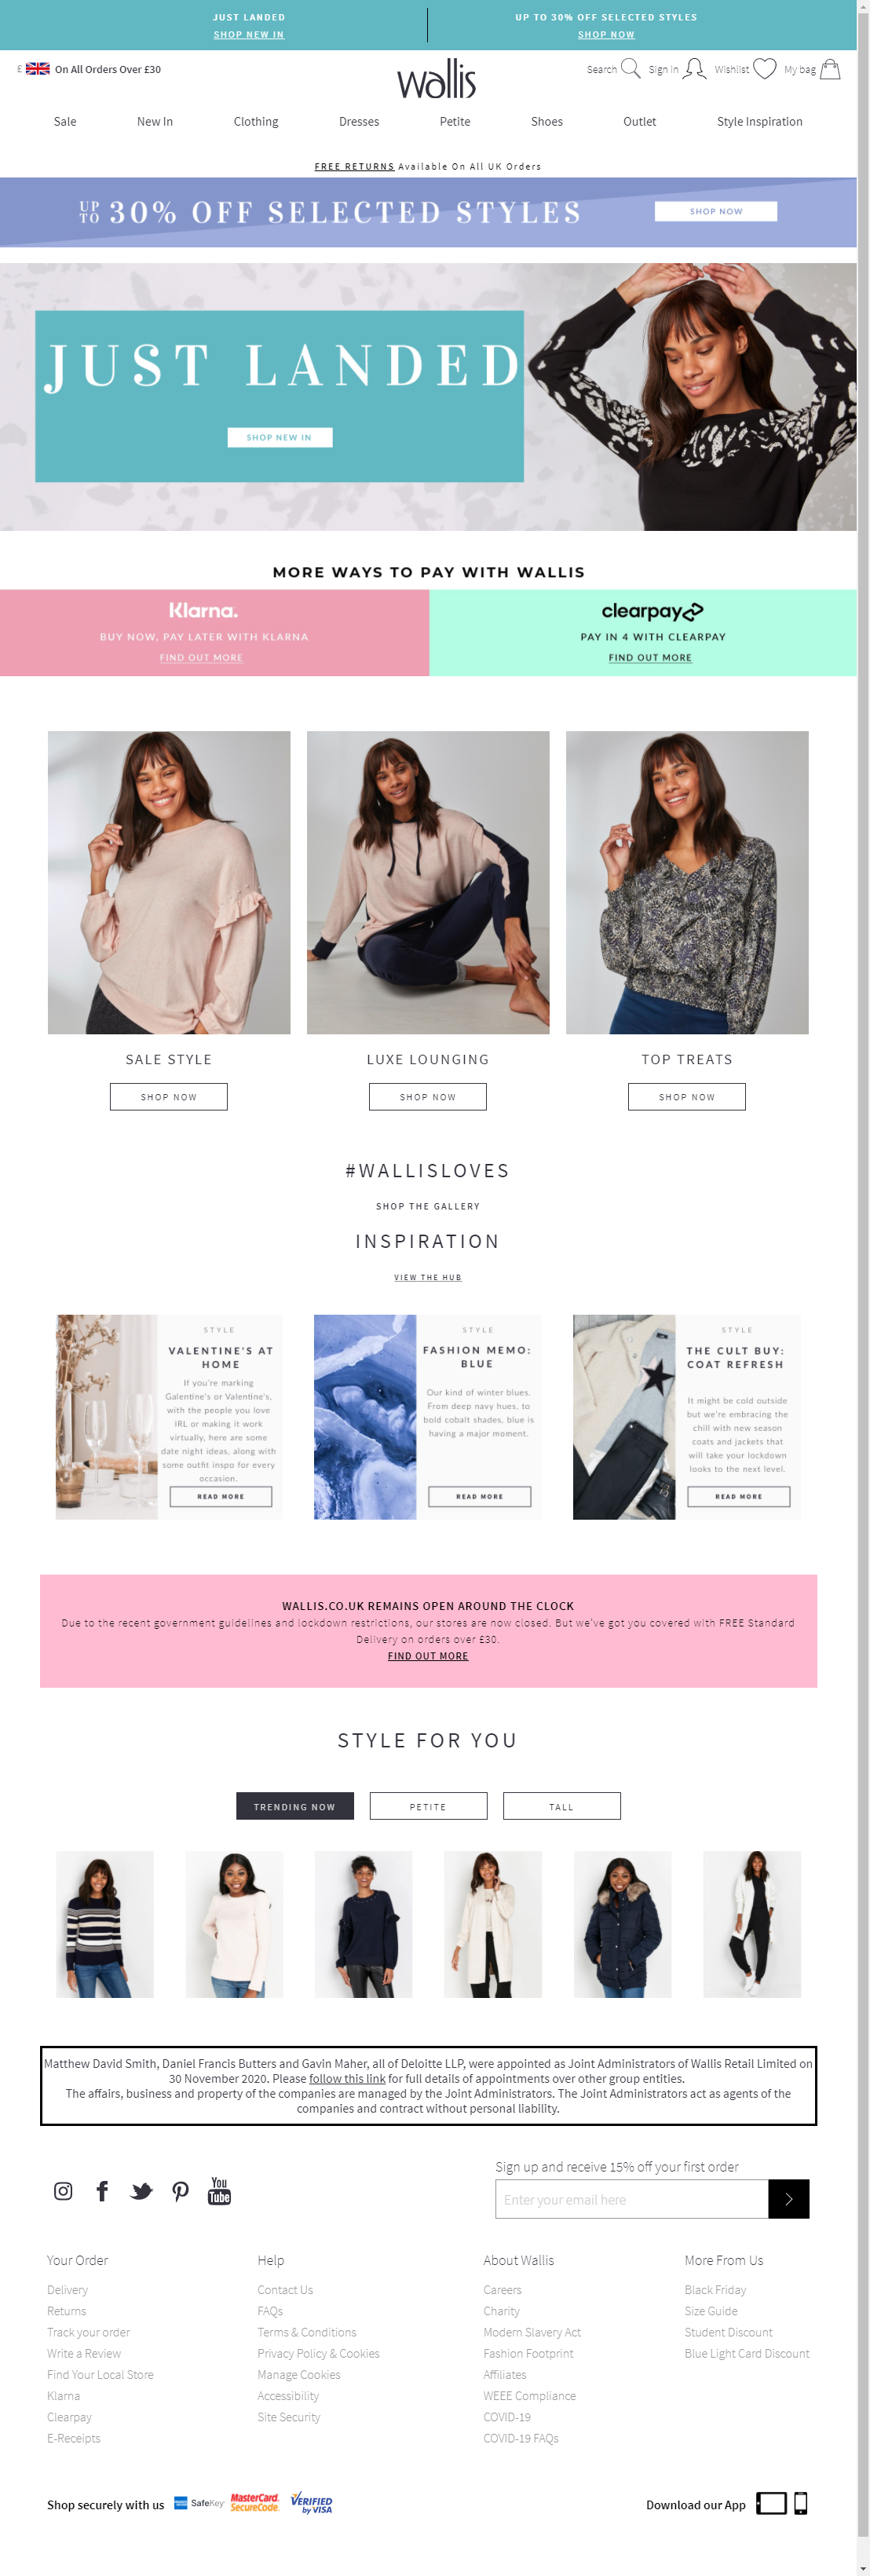 JUST LANDED
SHOP NEW IN
UP TO 30% OFF SELECTED STYLES
SHOP NOW
£ On All Orders Over £30
wallis
Search
Sign In
Wishlist
My bag
Sale
New In
Clothing
Dresses
Petite
Shoes
Outlet
Style Inspiration
FREE RETURNS Available On All UK Orders
UP TO 30% OFF SELECTED STYLES
SHOP NOW
JUST LANDED
SHOP NEW IN
MORE WAYS TO PAY WITH WALLIS
Klarna.
BUY NOW, PAY LATER WITH KLARNA
FIND OUT MORE
clearpay
PAY IN 4 WITH CLEARPAY
FIND OUT MORE
SALE STYLE
SHOP NOW
LUXE LOUNGING
SHOP NOW
TOP TREATS
SHOP NOW
#WALLISLOVES
SHOP THE GALLERY
INSPIRATION
VIEW THE HUB
STYLE
VALENTINE'S AT
HOME
If you're marking
Galentine's or Valentine's,
with the people you love
IRL or making it work
virtually, here are some
date night ideas, along with
some outfit inspo for every
occasion.
READ MORE
STYLE
FASHION MEMO:
BLUE
Our kind of winter blues.
From deep navy hues, to
bold cobalt shades, blue is
having a major moment.
READ MORE
STYLE
THE CULT BUY:
COAT REFRESH
It might be cold outside
but we're embracing the
chill with new season
coats and jackets that
will take your lockdown
looks to the next level.
READ MORE
WALLIS.CO.UK REMAINS OPEN AROUND THE CLOCK
Due to the recent government guidelines and lockdown restrictions, our stores are now closed. But we've got you covered with FREE Standard
Delivery on orders over £30.
FIND OUT MORE
STYLE FOR YOU
TRENDING NOW
PETITE
TALL
Matthew David Smith, Daniel Francis Butters and Gavin Maher, all of Deloitte LLP, were appointed as Joint Administrators of Wallis Retail Limited on
30 November 2020. Please follow this link for full details of appointments over other group entities.
The affairs, business and property of the companies are managed by the Joint Administrators. The Joint Administrators act as agents of the
companies and contract without personal liability.
You
Tube
Sign up and receive 15% off your first order
Enter your email here
Your Order
Delivery
Returns
Track your order
Write a Review
Find Your Local Store
Klarna
Clearpay
E-Receipts
Help
Contact Us
FAQs
Terms & Conditions
Privacy Policy & Cookies
Manage Cookies
Accessibility
Site Security
About Wallis
Careers
Charity
Modern Slavery Act
Fashion Footprint
Affiliates
WEEE Compliance
COVID-19
COVID-19 FAQs
More From Us
Black Friday
Size Guide
Student Discount
Blue Light Card Discount
Shop securely with us
SafeKey
MasterCard.
SecureCode.
VERIFIED
by VISA
Download our App